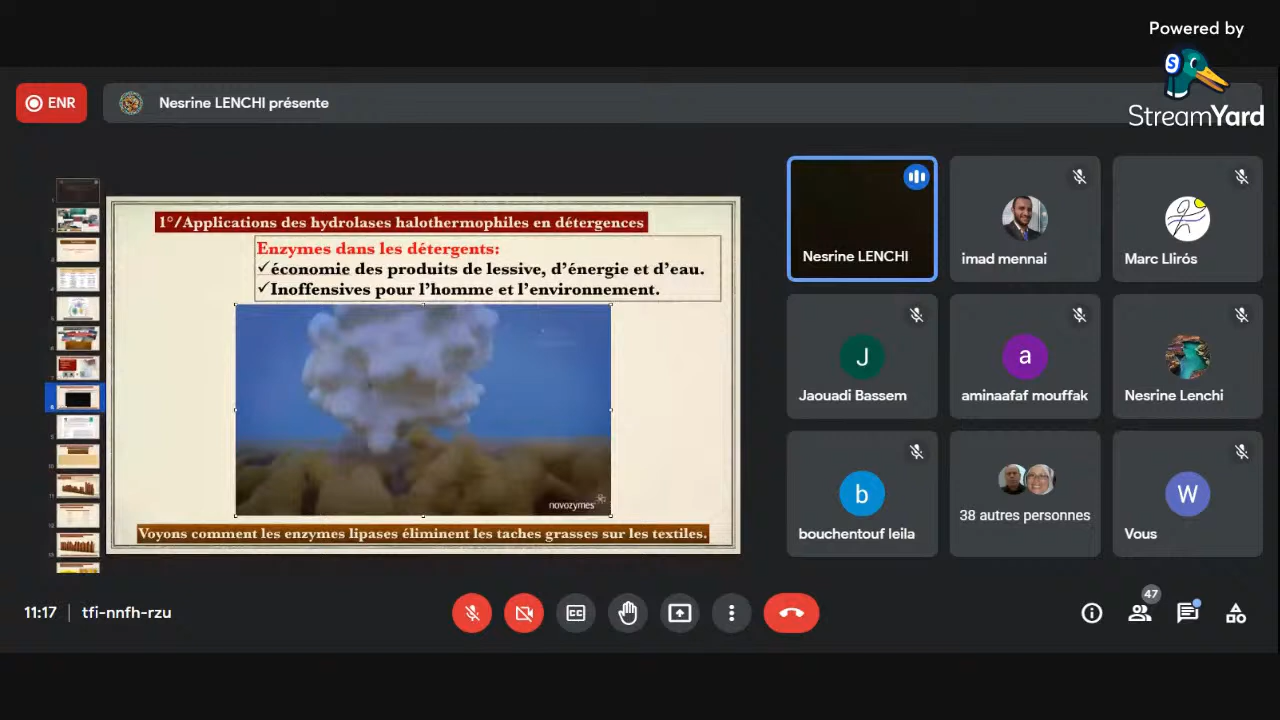 Powered by
StreamYard
ENR
Nesrine LENCHI présente
1°/Applications des hydrolases halothermophiles en détergences
Enzymes dans les détergents:
✓économie des produits de lessive, d’énergie et d’eau.
✓Inoffensives pour l’homme et l’environnement.
novozymes
Voyons comment les enzymes lipases éliminent les taches grasses sur les textiles.
Nesrine LENCHI
imad mennai
Marc Llirós
J
Jaouadi Bassem
a
aminaafaf mouffak
Nesrine Lenchi
b
bouchentouf leila
38 autres personnes
W
Vous
11:17
tfi-nnfh-rzu
47